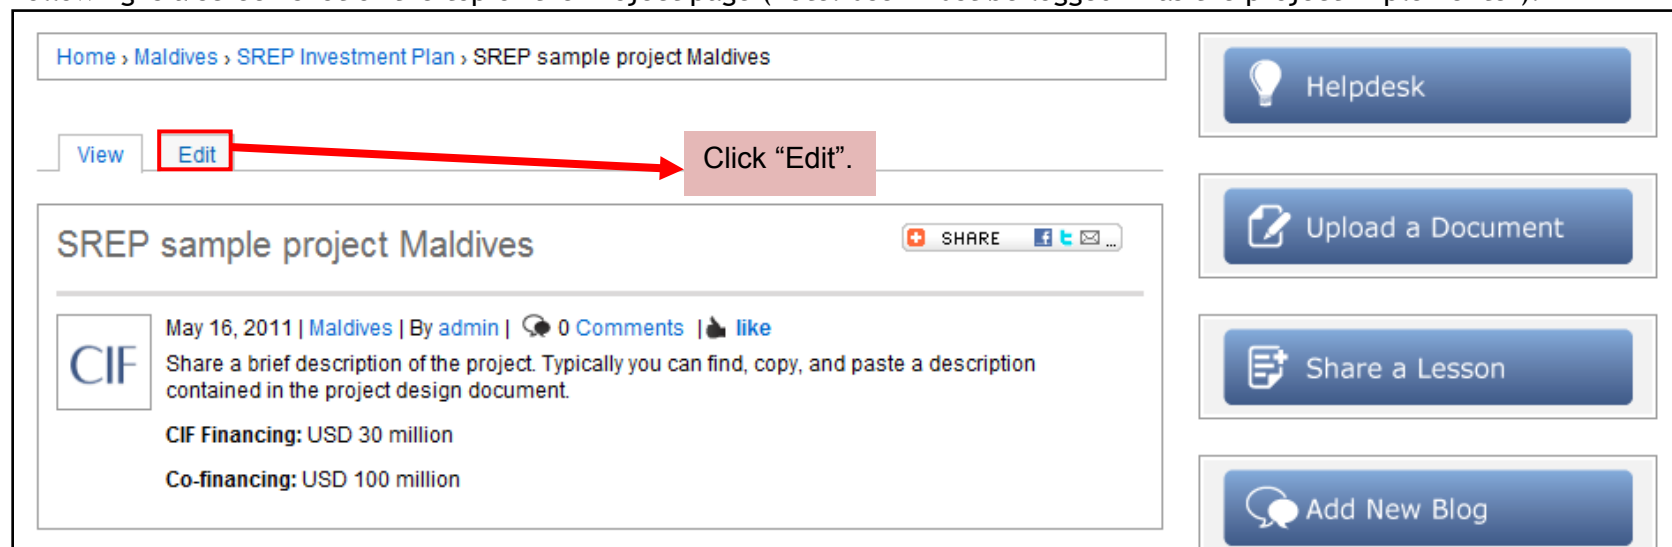 Home › Maldives › SREP Investment Plan › SREP sample project Maldives
View Edit
Click “Edit”.
SREP sample project Maldives
SHARE ...
May 16, 2011 | Maldives | By admin | 0 Comments | like
CIF
Share a brief description of the project. Typically you can find, copy, and paste a description
contained in the project design document.
CIF Financing: USD 30 million
Co-financing: USD 100 million
Helpdesk
Upload a Document
Share a Lesson
Add New Blog